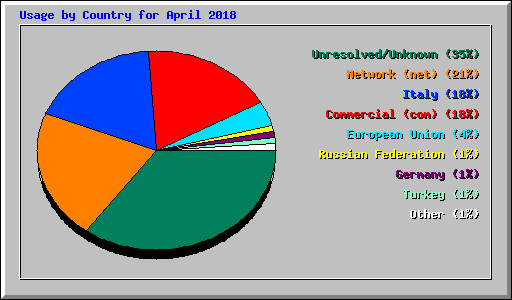 Usage by Country for April 2018
Unresolved/Unknown (35%)
Network (net) (21%)
Italy (18%)
Commercial (com) (18%)
European Union (4%)
Russian Federation (1%)
Germany (1%)
Turkey (1%)
Other (1%)